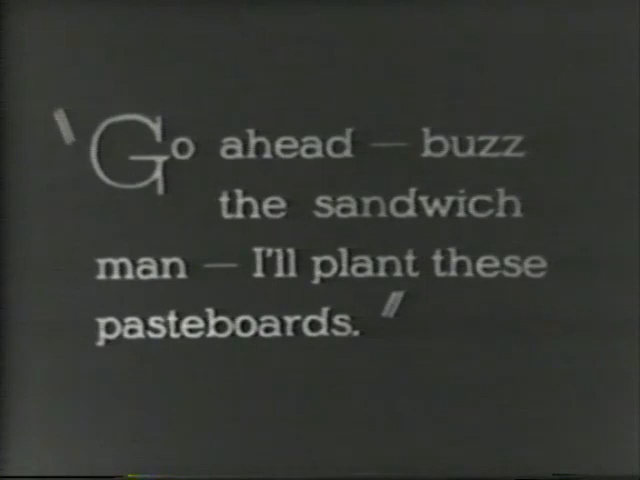 "Go ahead — buzz
the sandwich
man — I'll plant these
pasteboards."